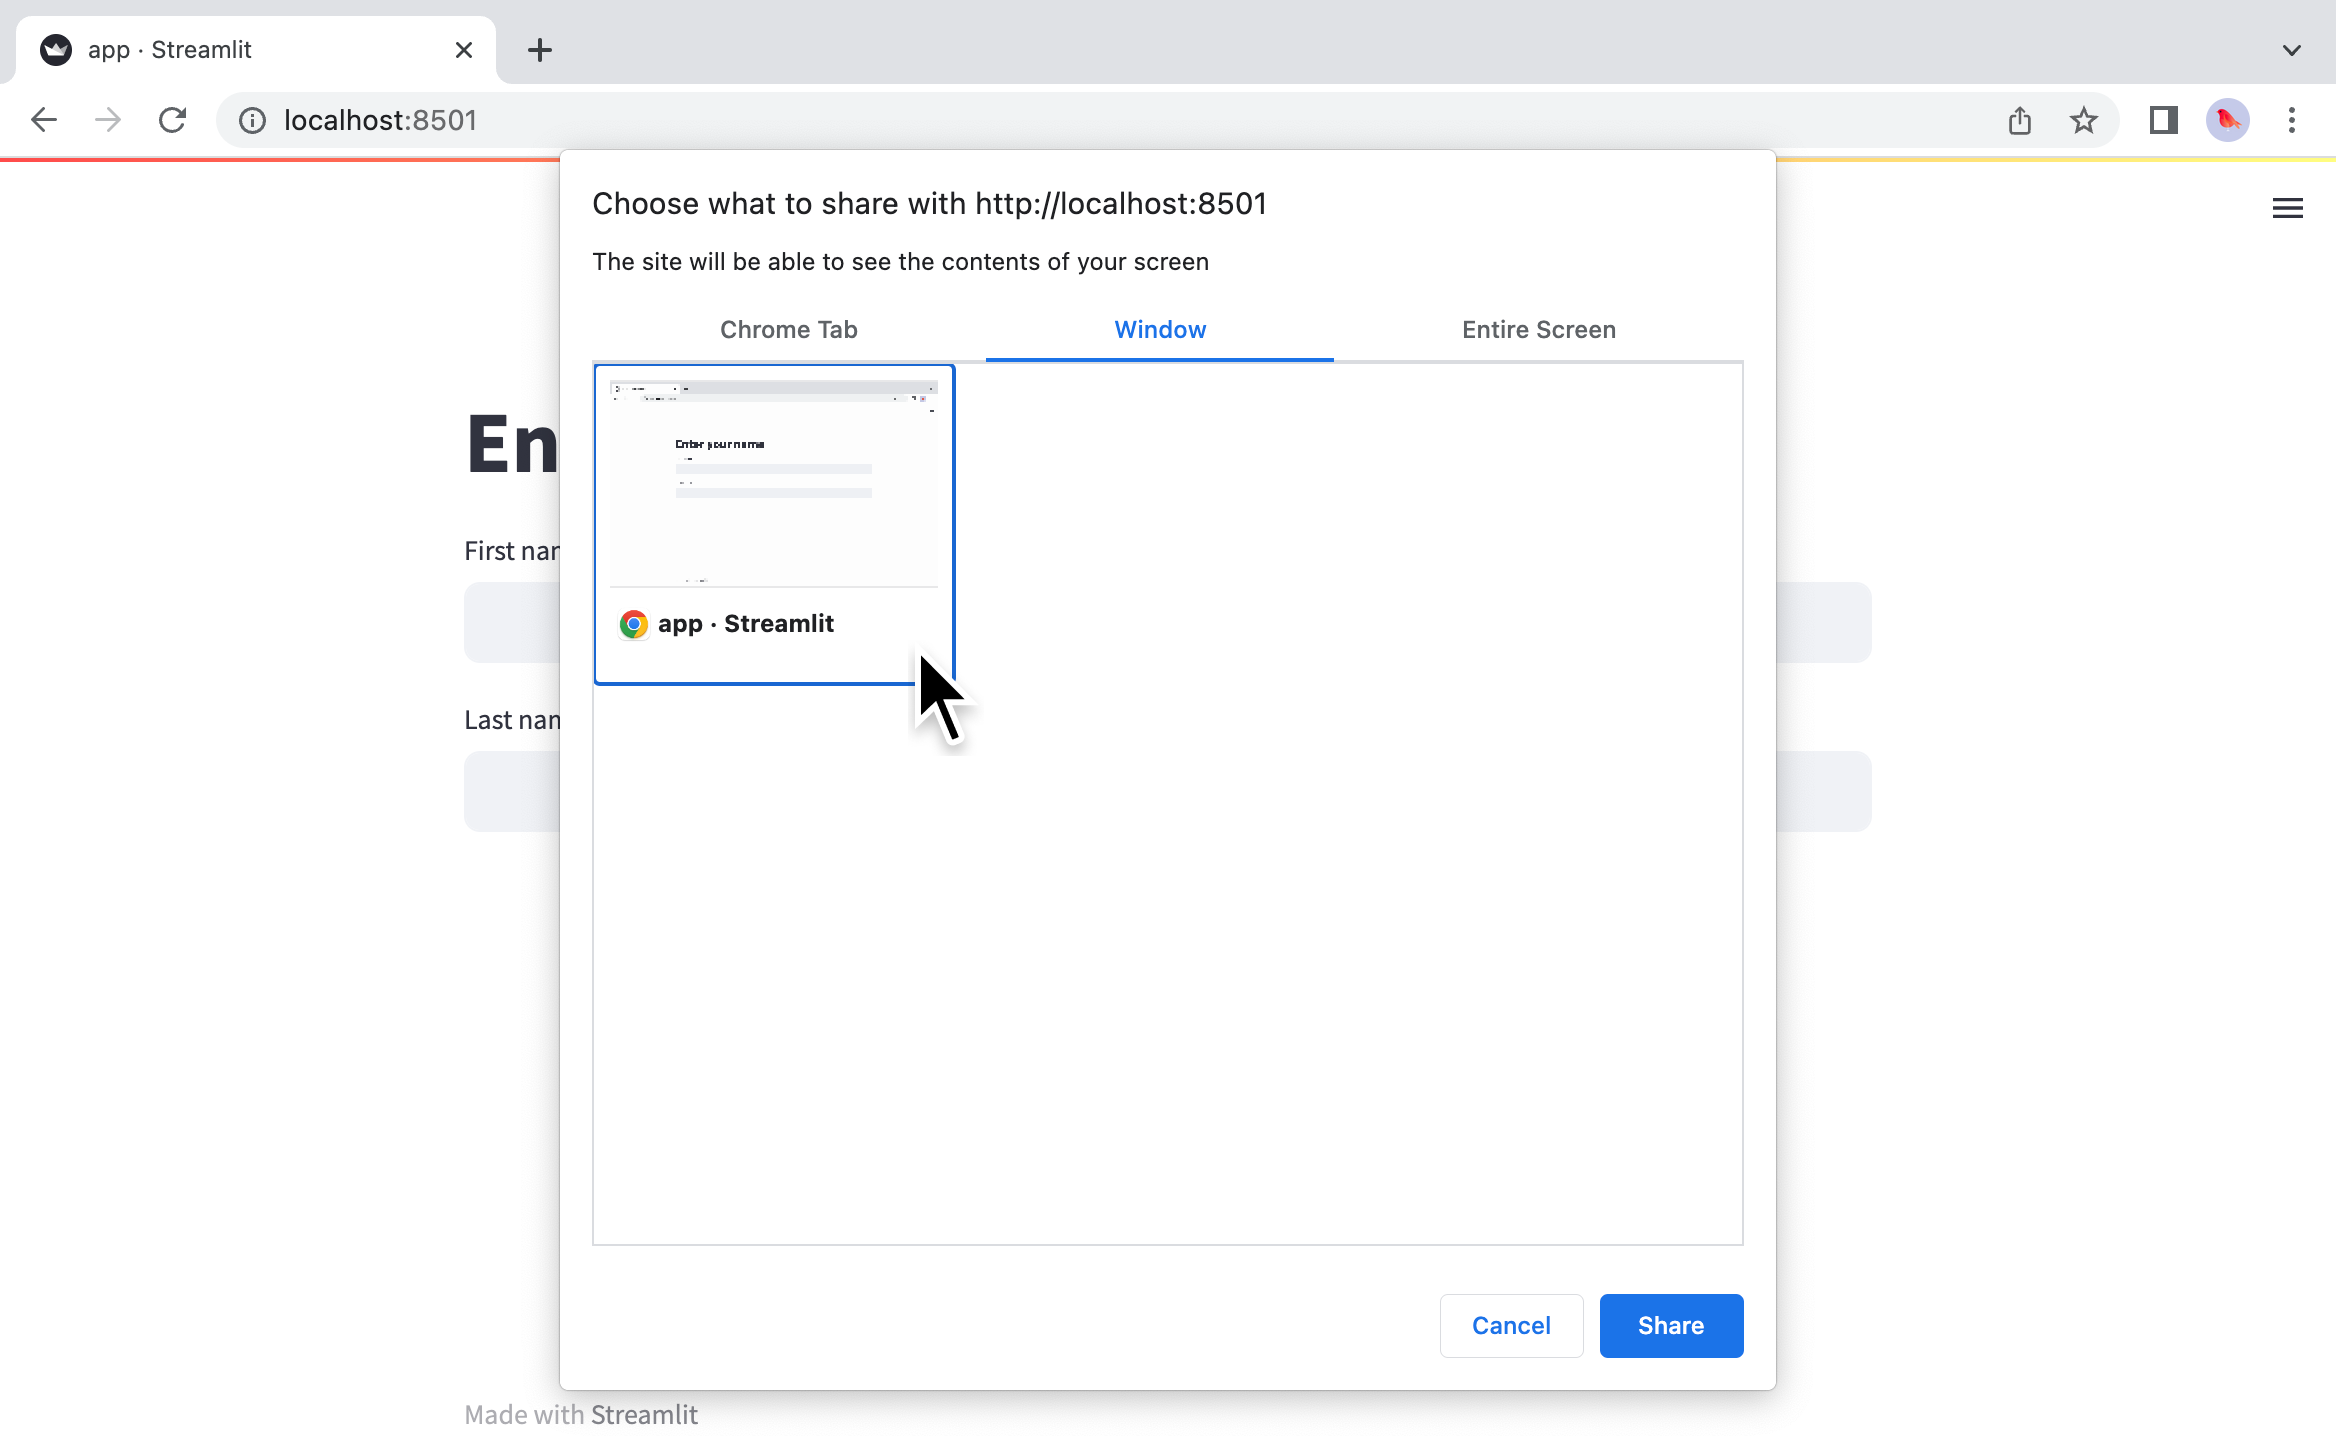 app · Streamlit
localhost:8501
Choose what to share with http://localhost:8501
The site will be able to see the contents of your screen
Chrome Tab
Window
Entire Screen
En
Enter your name
First nar
app · Streamlit
Last nan
Cancel
Share
Made with Streamlit